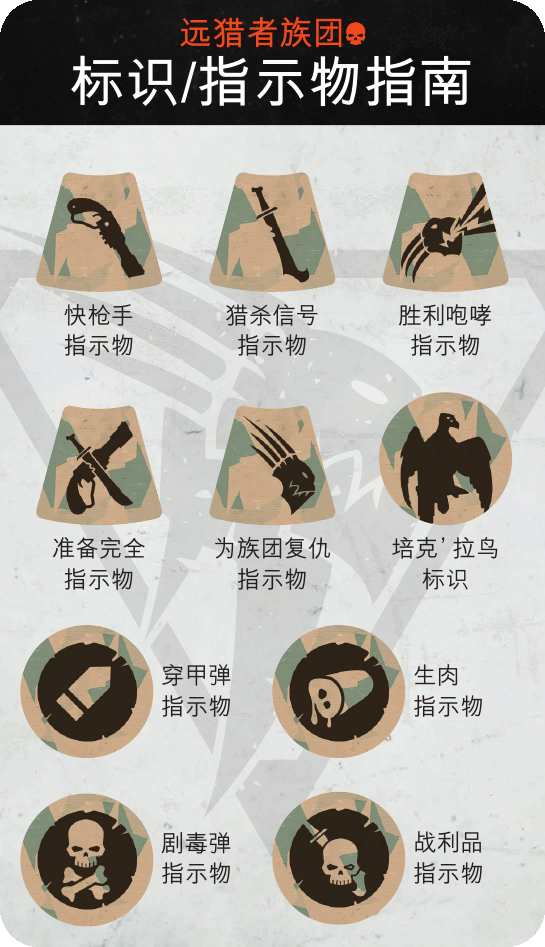 远猎者族团
标识/指示物指南
快枪手
指示物
猎杀信号
指示物
胜利咆哮
指示物
准备完全
指示物
为族团复仇
指示物
培克’拉鸟
标识
穿甲弹
指示物
生肉
指示物
剧毒弹
指示物
战利品
指示物